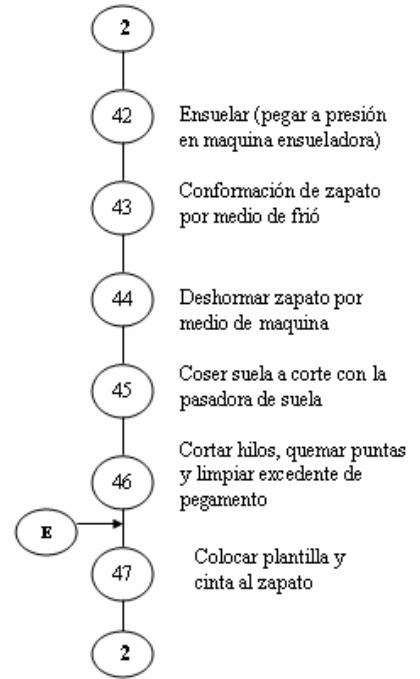 2
42
Ensuelar (pegar a presión
en maquina ensueladora)
43
Conformación de zapato
por medio de frió
44
Deshormar zapato por
medio de maquina
45
Coser suela a corte con la
pasadora de suela
46
Cortar hilos, quemar puntas
y limpiar excedente de
pegamento
E
47
Colocar plantilla y
cinta al zapato
2